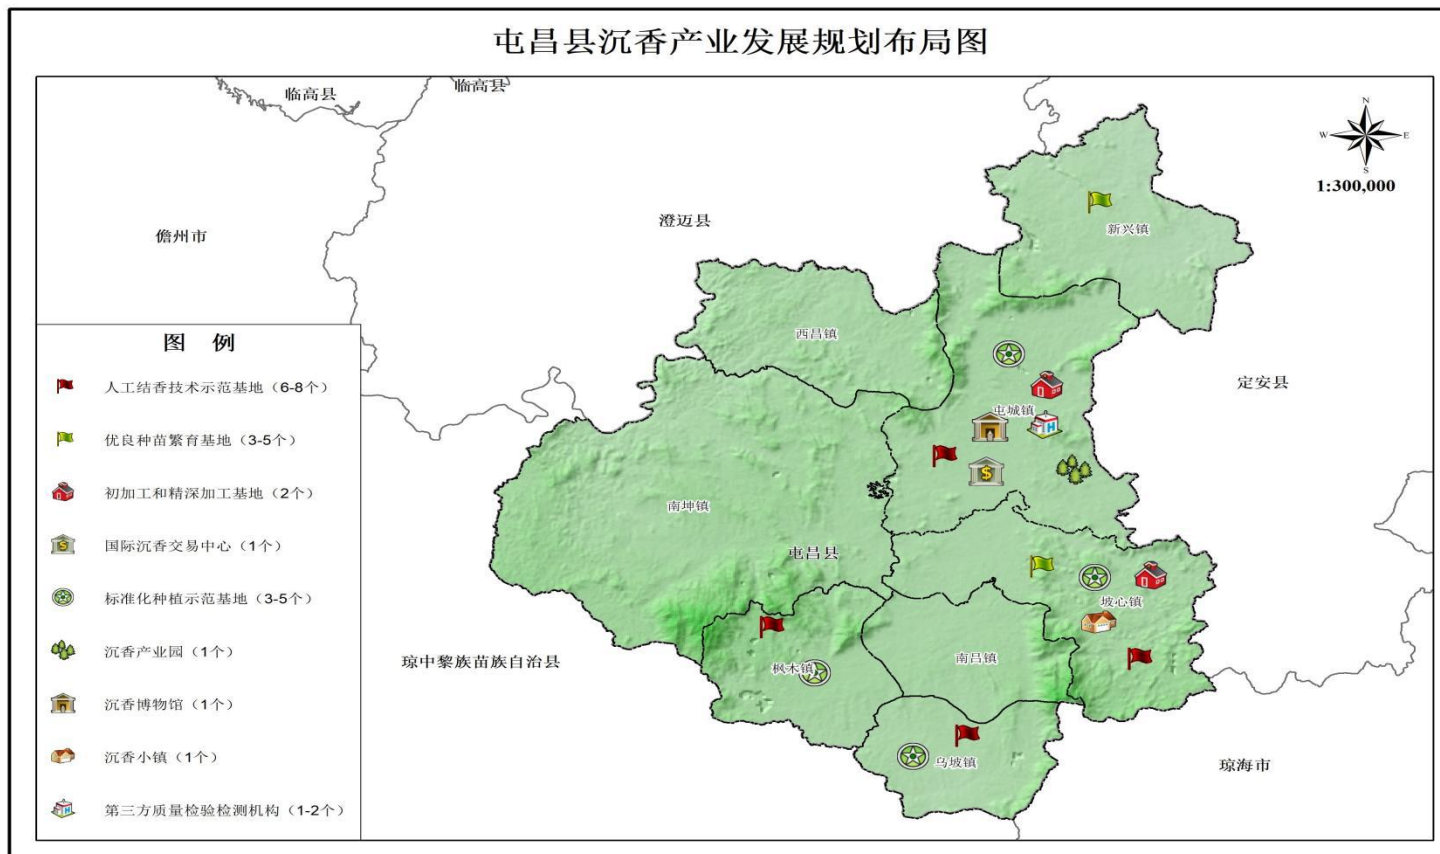 屯昌县沉香产业发展规划布局图
临高县
临高县
N
W
E
S
1:300,000
新兴镇
澄迈县
儋州市
西昌镇
定安县
图 例
人工结香技术示范基地（6-8个）
优良种苗繁育基地（3-5个）
初加工和精深加工基地（2个）
国际沉香交易中心（1个）
标准化种植示范基地（3-5个）
沉香产业园（1个）
沉香博物馆（1个）
沉香小镇（1个）
第三方质量检验检测机构（1-2个）
屯城镇
南坤镇
屯昌县
坡心镇
琼中黎族苗族自治县
枫木镇
南吕镇
乌坡镇
琼海市